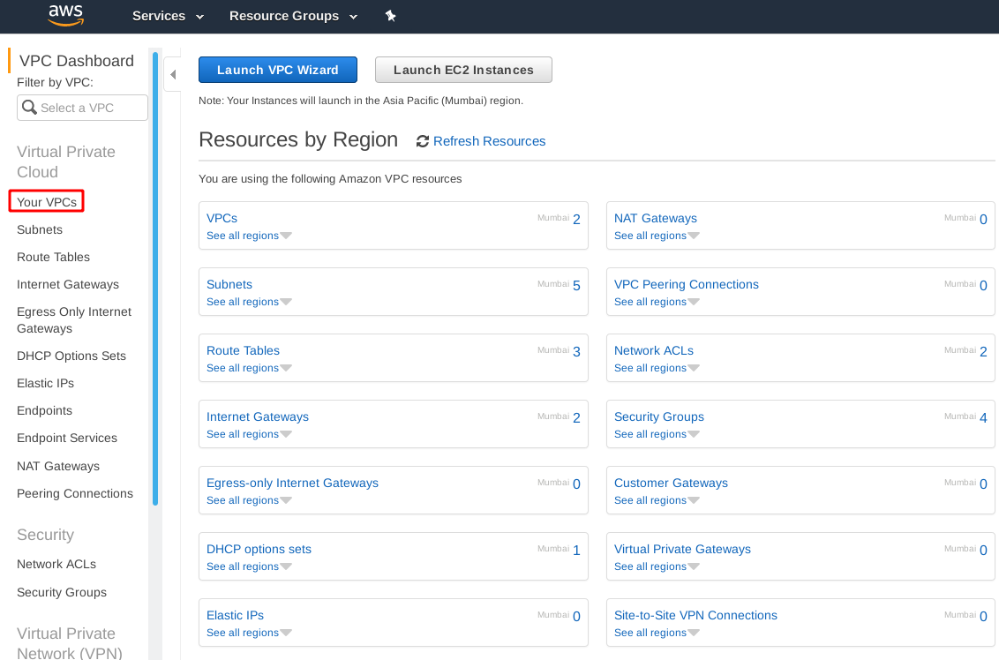 aws
Services
Resource Groups
VPC Dashboard
Filter by VPC:
Select a VPC
Virtual Private
Cloud
Your VPCs
Subnets
Route Tables
Internet Gateways
Egress Only Internet
Gateways
DHCP Options Sets
Elastic IPs
Endpoints
Endpoint Services
NAT Gateways
Peering Connections
Security
Network ACLs
Security Groups
Virtual Private
Network (VPN)
Launch VPC Wizard
Launch EC2 Instances
Note: Your Instances will launch in the Asia Pacific (Mumbai) region.
Resources by Region
Refresh Resources
You are using the following Amazon VPC resources
VPCs Mumbai 2
See all regions
NAT Gateways Mumbai 0
See all regions
Subnets Mumbai 5
See all regions
VPC Peering Connections Mumbai 0
See all regions
Route Tables Mumbai 3
See all regions
Network ACLs Mumbai 2
See all regions
Internet Gateways Mumbai 2
See all regions
Security Groups Mumbai 4
See all regions
Egress-only Internet Gateways Mumbai 0
See all regions
Customer Gateways Mumbai 0
See all regions
DHCP options sets Mumbai 1
See all regions
Virtual Private Gateways Mumbai 0
See all regions
Elastic IPs Mumbai 0
See all regions
Site-to-Site VPN Connections Mumbai 0
See all regions